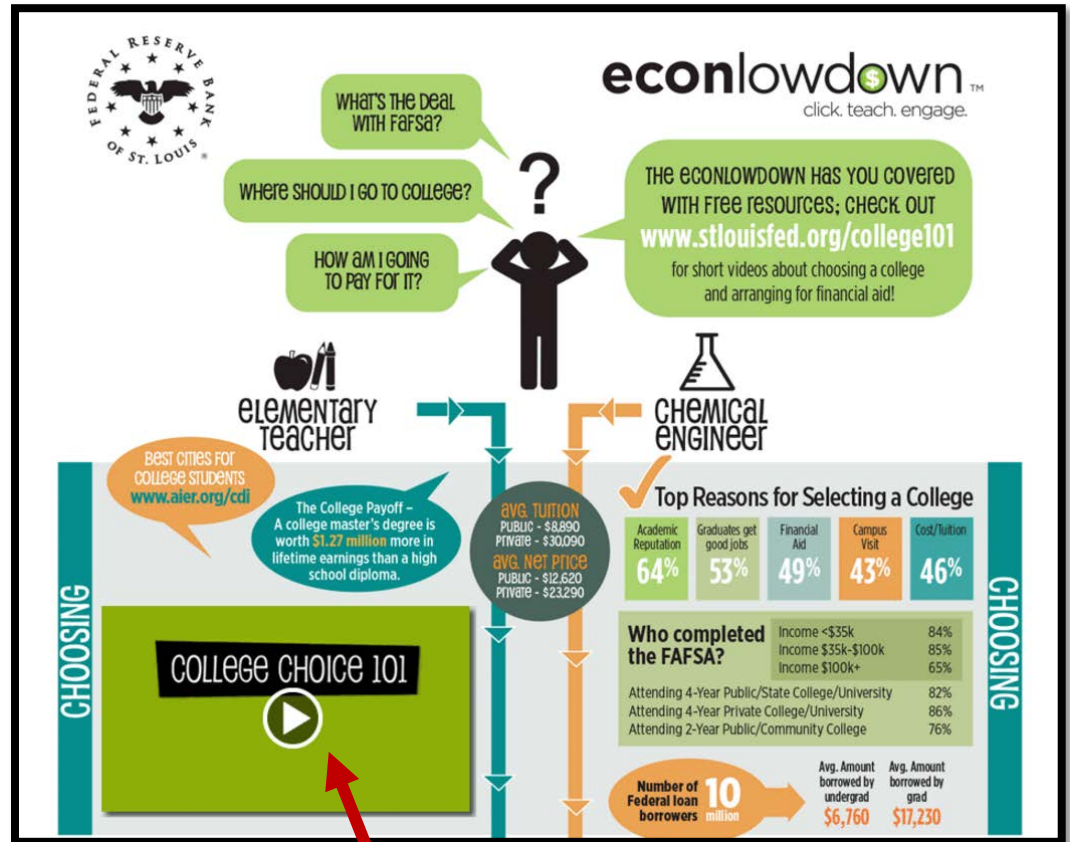 FEDERAL RESERVE BANK
OF ST. LOUIS ®
econlowdown™
click. teach. engage.
WHAT'S THE DEAL
WITH FAFSA?
?
WHERE SHOULD I GO TO COLLEGE?
HOW AM I GOING
TO PAY FOR IT?
THE ECONLOWDOWN HAS YOU COVERED
WITH FREE RESOURCES; CHECK OUT
www.stlouisfed.org/college101
for short videos about choosing a college
and arranging for financial aid!
ELEMENTARY
TEACHER
CHEMICAL
ENGINEER
CHOOSING
BEST CITIES FOR
COLLEGE STUDENTS
www.aier.org/cdi
The College Payoff –
A college master's degree is
worth $1.27 million more in
lifetime earnings than a high
school diploma.
COLLEGE CHOICE 101
AVG. TUITION
PUBLIC - $8,890
PRIVATE - $30,090
AVG. NET PRICE
PUBLIC - $12,620
PRIVATE - $23,290
Top Reasons for Selecting a College
Academic Reputation 64%
Graduates get good jobs 53%
Financial Aid 49%
Campus Visit 43%
Cost/Tuition 46%
Who completed
the FAFSA?
Income <$35k 84%
Income $35k-$100k 85%
Income $100k+ 65%
Attending 4-Year Public/State College/University 82%
Attending 4-Year Private College/University 86%
Attending 2-Year Public/Community College 76%
Number of
Federal loan
borrowers
10
million
Avg. Amount
borrowed by
undergrad
$6,760
Avg. Amount
borrowed by
grad
$17,230
CHOOSING